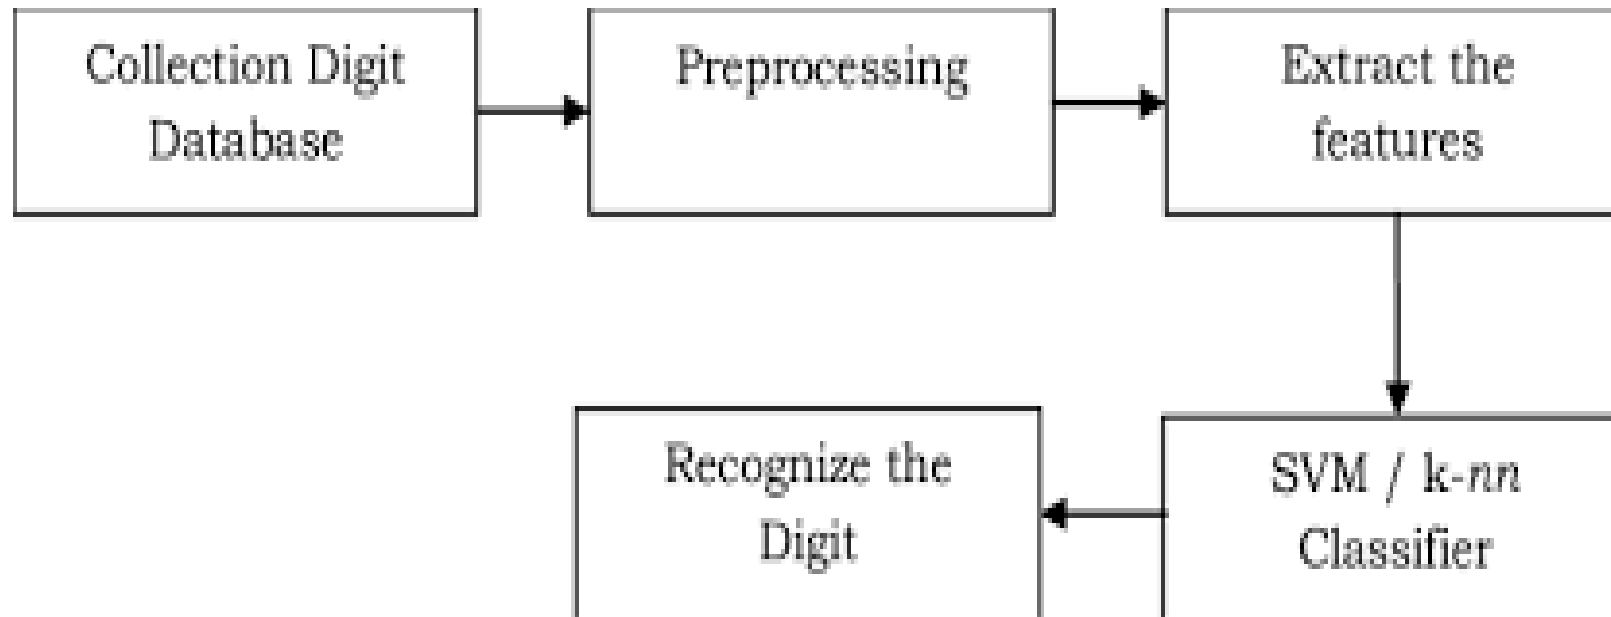 Collection Digit
Database
Preprocessing
Extract the
features
SVM / k-nn
Classifier
Recognize the
Digit